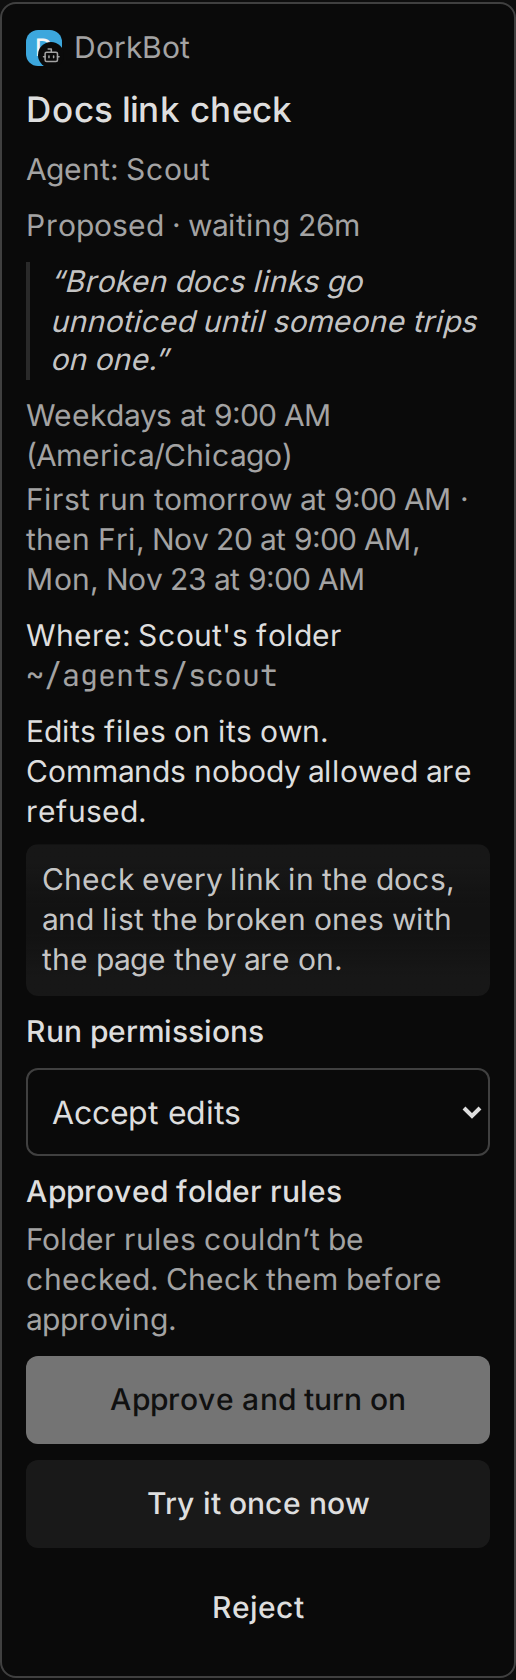 DorkBot
Docs link check
Agent: Scout
Proposed · waiting 26m
“Broken docs links go
unnoticed until someone trips
on one.”
Weekdays at 9:00 AM
(America/Chicago)
First run tomorrow at 9:00 AM ·
then Fri, Nov 20 at 9:00 AM,
Mon, Nov 23 at 9:00 AM
Where: Scout's folder
~/agents/scout
Edits files on its own.
Commands nobody allowed are
refused.
Check every link in the docs,
and list the broken ones with
the page they are on.
Run permissions
Accept edits
Approved folder rules
Folder rules couldn’t be
checked. Check them before
approving.
Approve and turn on
Try it once now
Reject